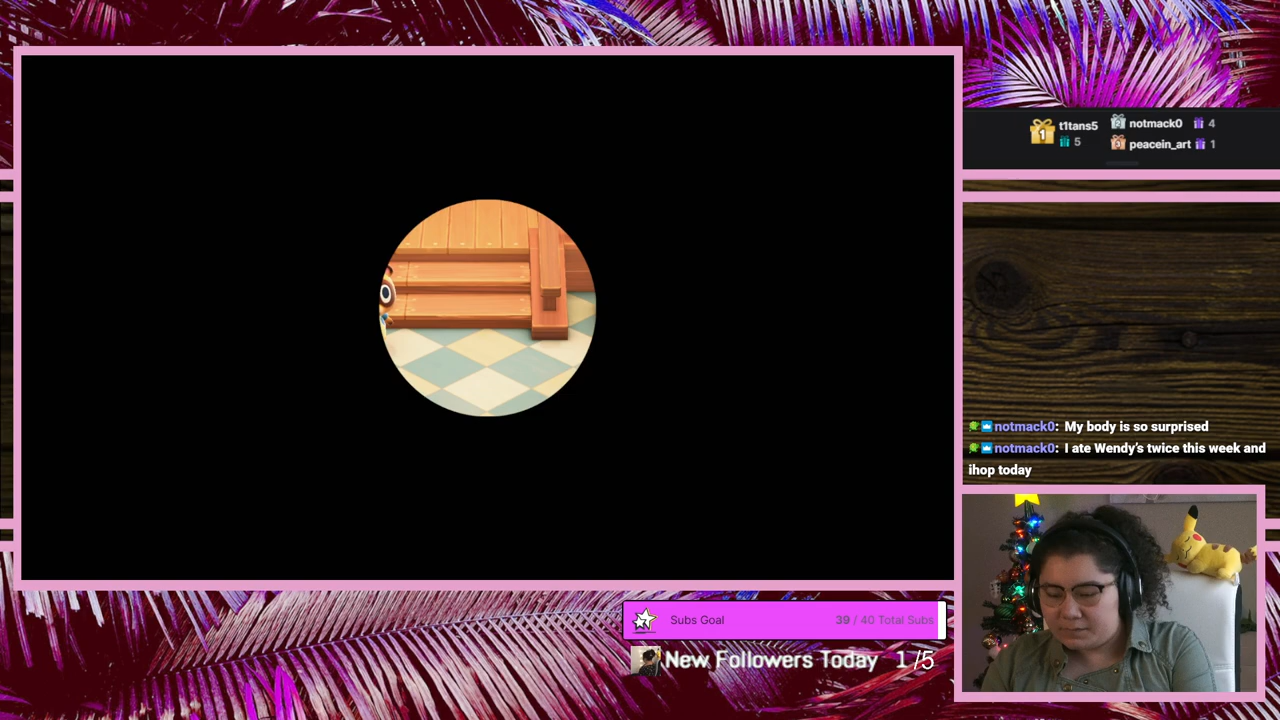 t1tans5
5
notmack0 4
peacein_art 1
notmack0: My body is so surprised
notmack0: I ate Wendy's twice this week and
ihop today
Subs Goal 39 / 40 Total Subs
New Followers Today 1 /5